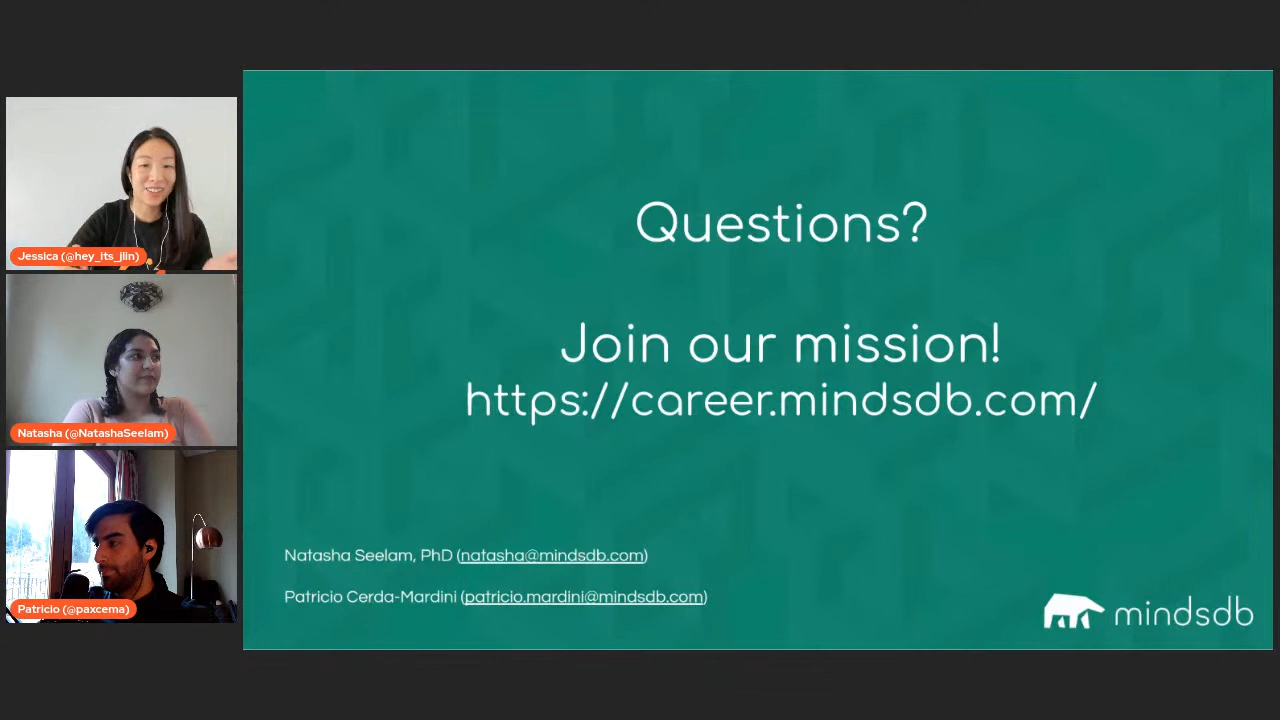 Jessica (@hey_its_jlin)
Natasha (@NatashaSeelam)
Patricio (@paxcema)
Questions?
Join our mission!
https://career.mindsdb.com/
Natasha Seelam, PhD (natasha@mindsdb.com)
Patricio Cerda-Mardini (patricio.mardini@mindsdb.com)
mindsdb